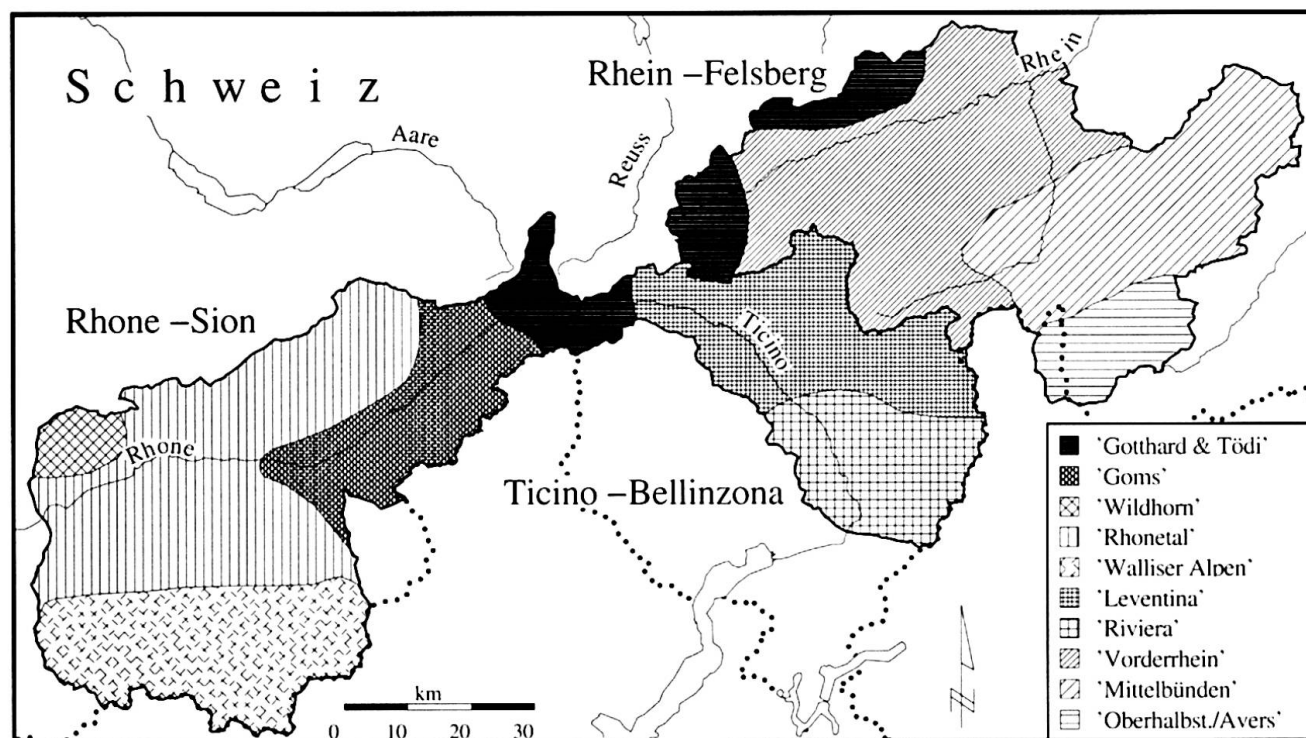 Schweiz
Aare
Reuss
Rhein –Felsberg
Rhein
Rhone –Sion
Rhone
Ticino
Ticino –Bellinzona
km
0 10 20 30
N
'Gotthard & Tödi'
'Goms'
'Wildhorn'
'Rhonetal'
'Walliser Alpen'
'Leventina'
'Riviera'
'Vorderrhein'
'Mittelbünden'
'Oberhalbst./Avers'